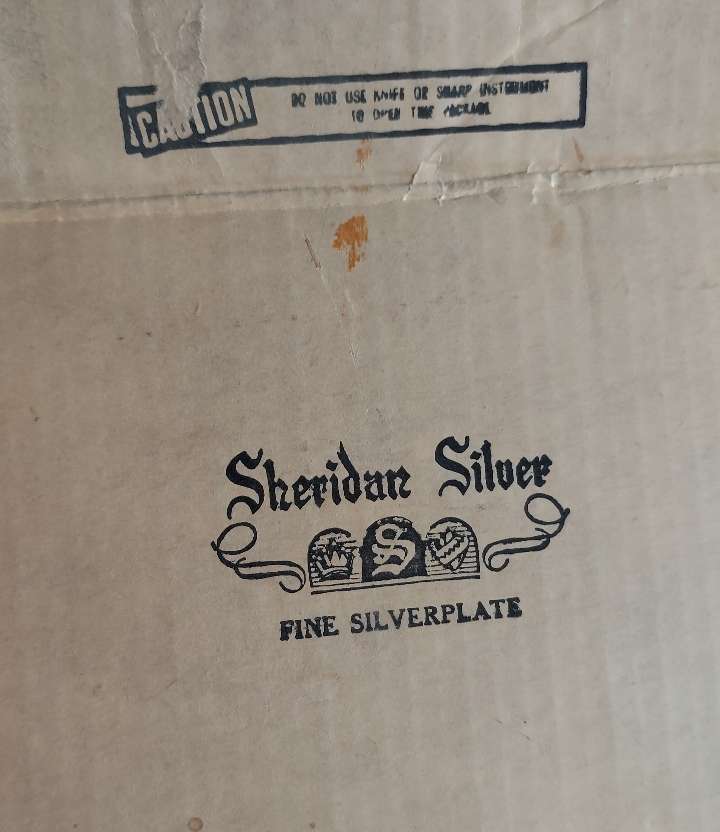 CAUTION
DO NOT USE KNIFE OR SHARP INSTRUMENT
TO OPEN THIS PACKAGE
Sheridan Silver
S
FINE SILVERPLATE